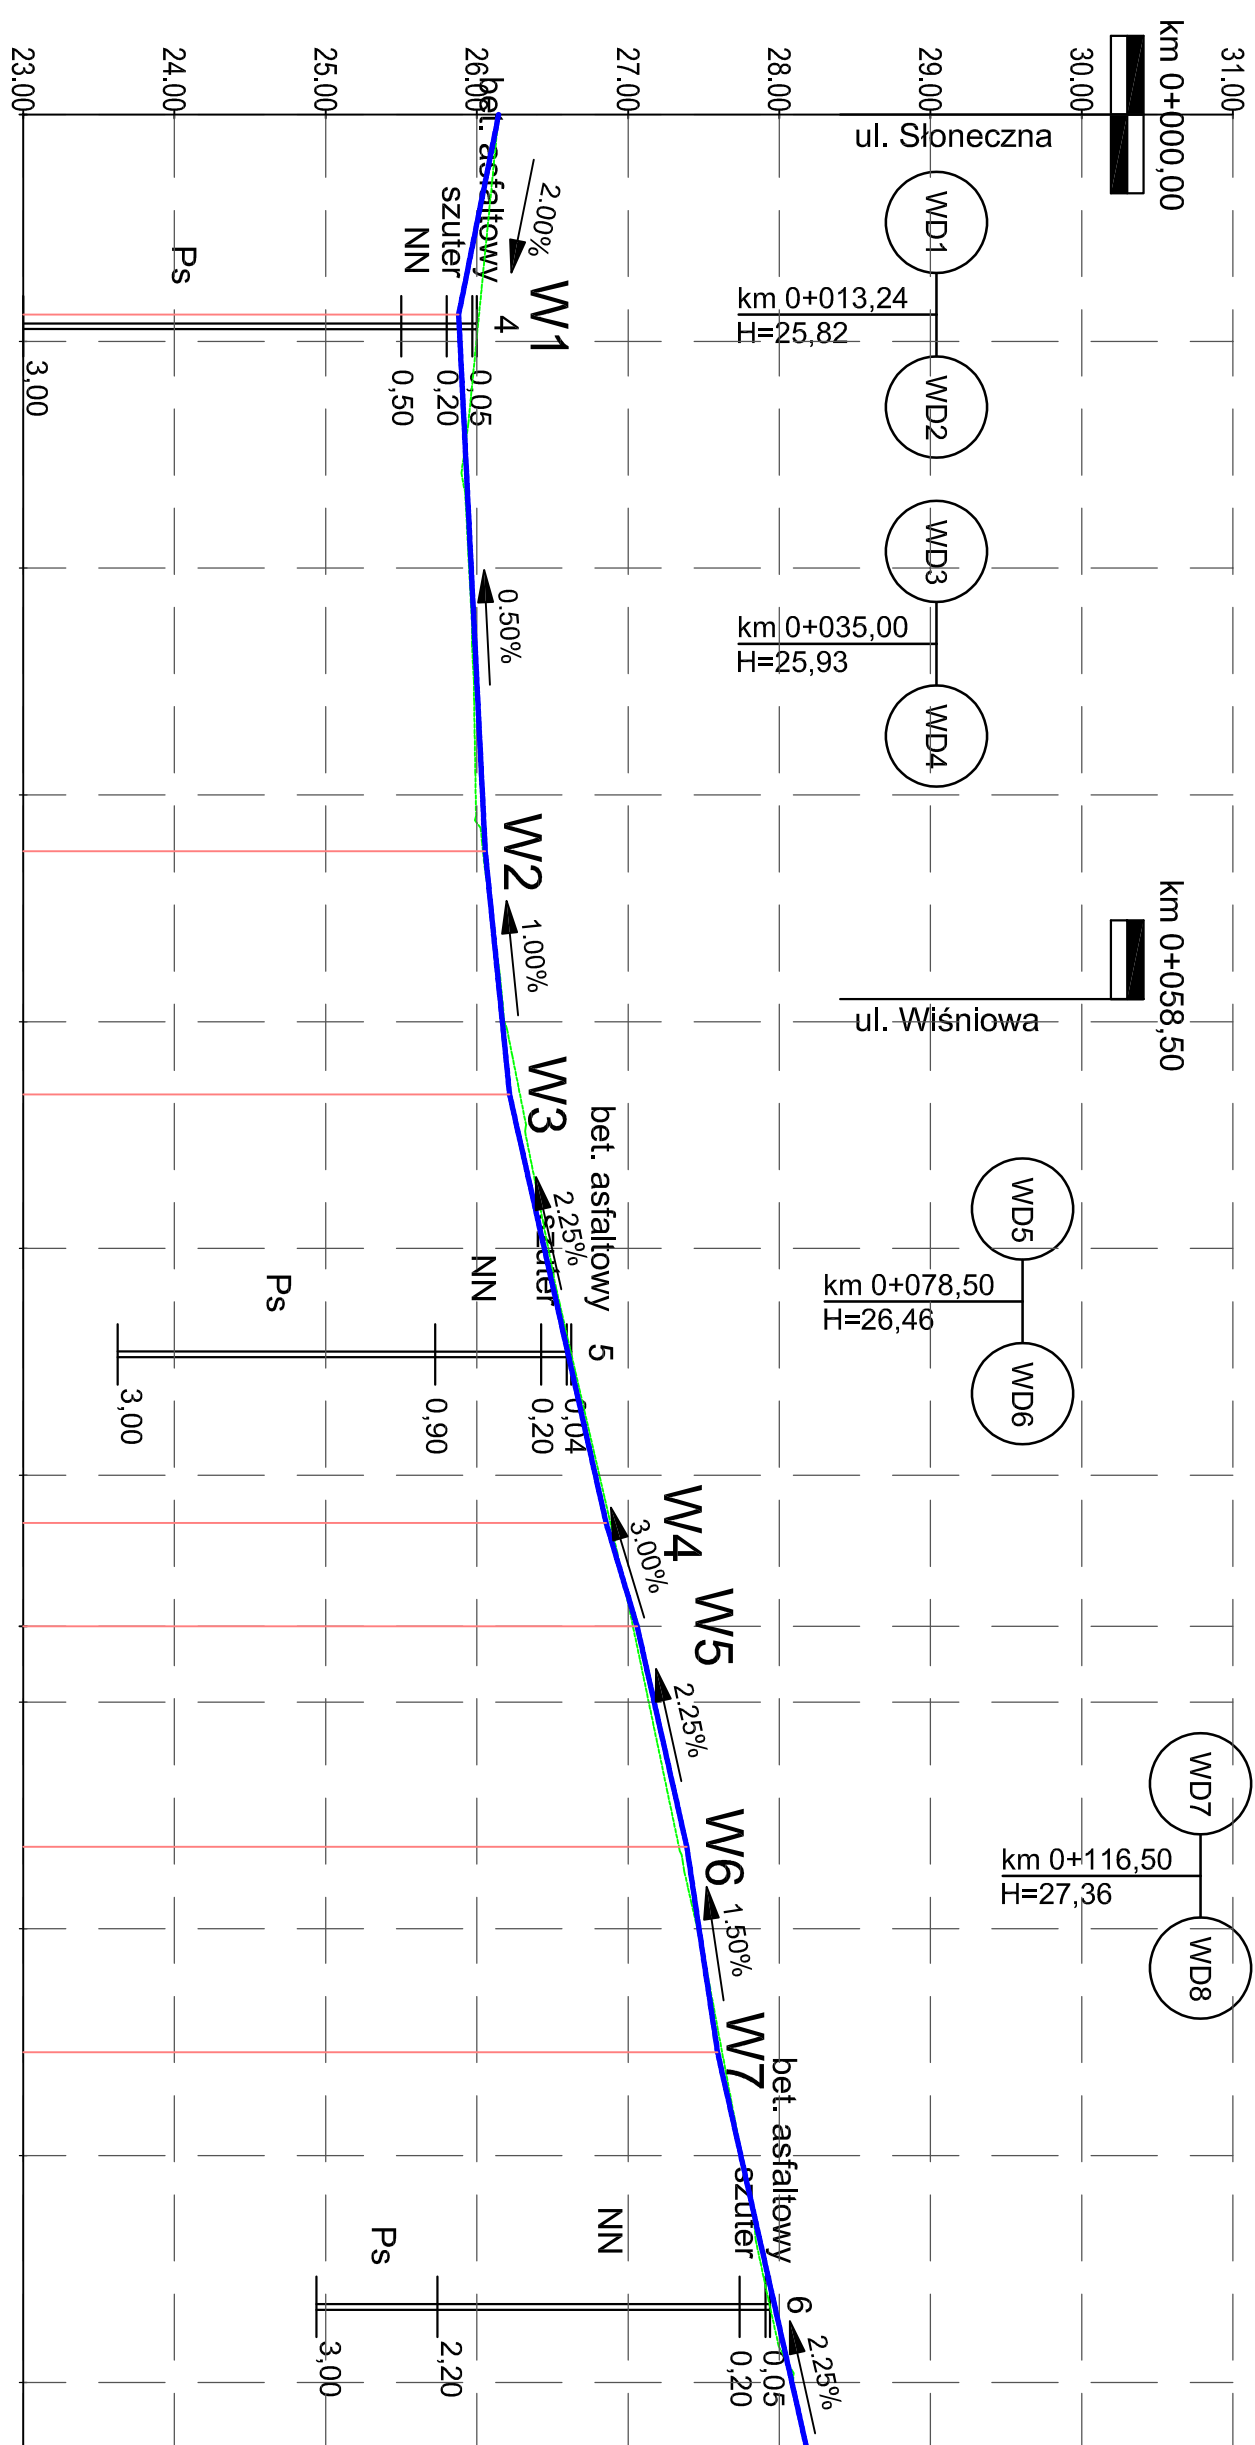 31.00
30.00
29.00
28.00
27.00
26.00
25.00
24.00
23.00
km 0+000,00
ul. Słoneczna
WD1
km 0+013,24
H=25,82
WD2
WD3
km 0+035,00
H=25,93
WD4
km 0+058,50
ul. Wiśniowa
WD5
km 0+078,50
H=26,46
WD6
WD7
km 0+116,50
H=27,36
WD8
2.00%
W1
bet. asfaltowy
szuter
NN
Ps
4
0,05
0,20
0,50
3,00
0.50%
W2
1.00%
W3
2.25%
bet. asfaltowy
szuter
NN
Ps
5
0,04
0,20
0,90
3,00
W4
3.00%
W5
2.25%
W6
1.50%
W7
bet. asfaltowy
szuter
NN
Ps
6
0,05
0,20
2,20
3,00
2.25%